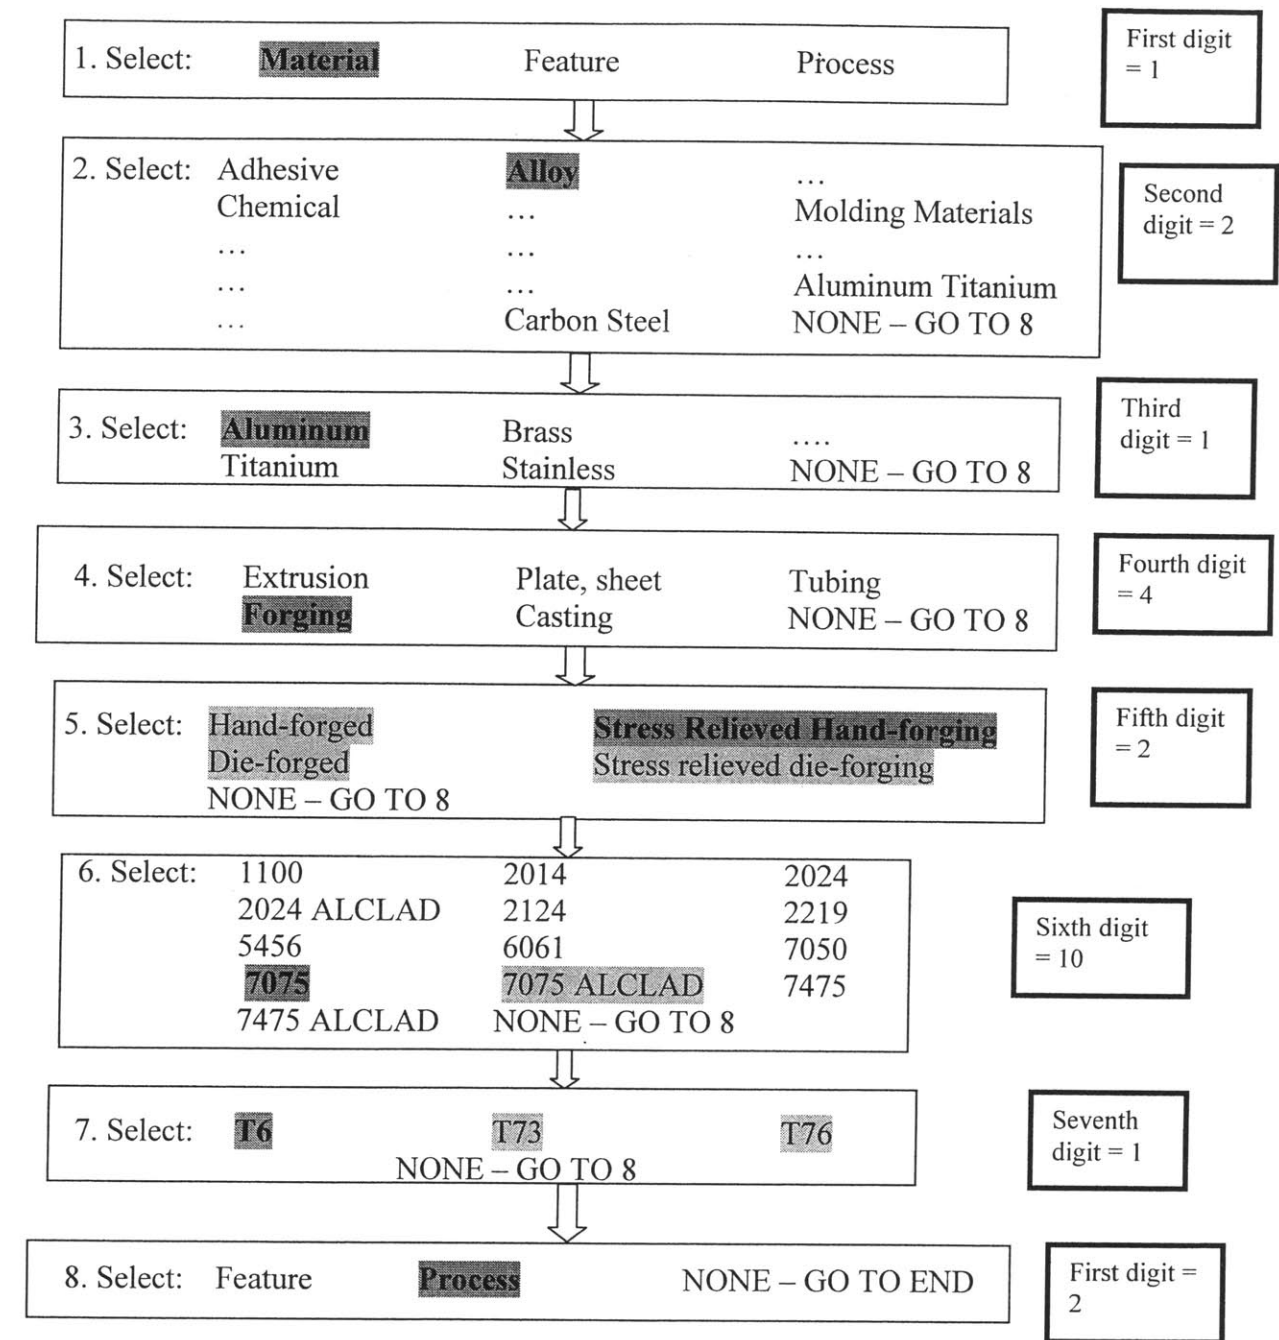 1. Select: Material Feature Process
First digit
= 1
2. Select: Adhesive Alloy ...
Chemical ... Molding Materials
... ... ...
... ... Aluminum Titanium
... Carbon Steel NONE – GO TO 8
Second
digit = 2
3. Select: Aluminum Brass ....
Titanium Stainless NONE – GO TO 8
Third
digit = 1
4. Select: Extrusion Plate, sheet Tubing
Forging Casting NONE – GO TO 8
Fourth digit
= 4
5. Select: Hand-forged Stress Relieved Hand-forging
Die-forged Stress relieved die-forging
NONE – GO TO 8
Fifth digit
= 2
6. Select: 1100 2014 2024
2024 ALCLAD 2124 2219
5456 6061 7050
7075 7075 ALCLAD 7475
7475 ALCLAD NONE – GO TO 8
Sixth digit
= 10
7. Select: T6 T73 T76
NONE – GO TO 8
Seventh
digit = 1
8. Select: Feature Process NONE – GO TO END
First digit =
2